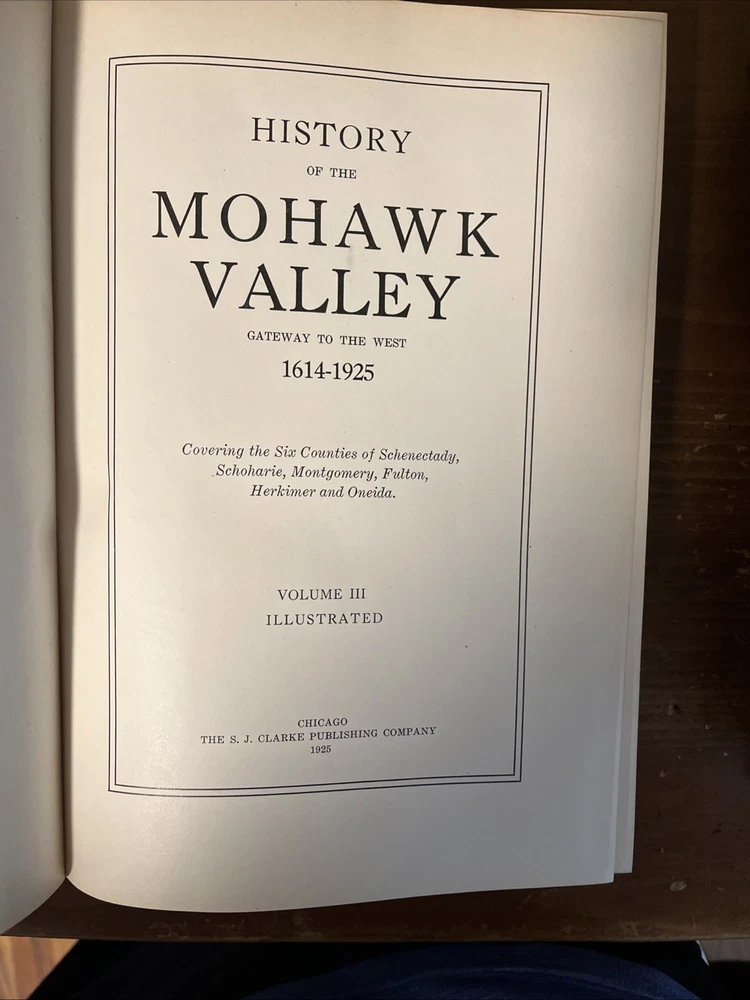 HISTORY
OF THE
MOHAWK
VALLEY
GATEWAY TO THE WEST
1614-1925
Covering the Six Counties of Schenectady,
Schoharie, Montgomery, Fulton,
Herkimer and Oneida.
VOLUME III
ILLUSTRATED
CHICAGO
THE S. J. CLARKE PUBLISHING COMPANY
1925